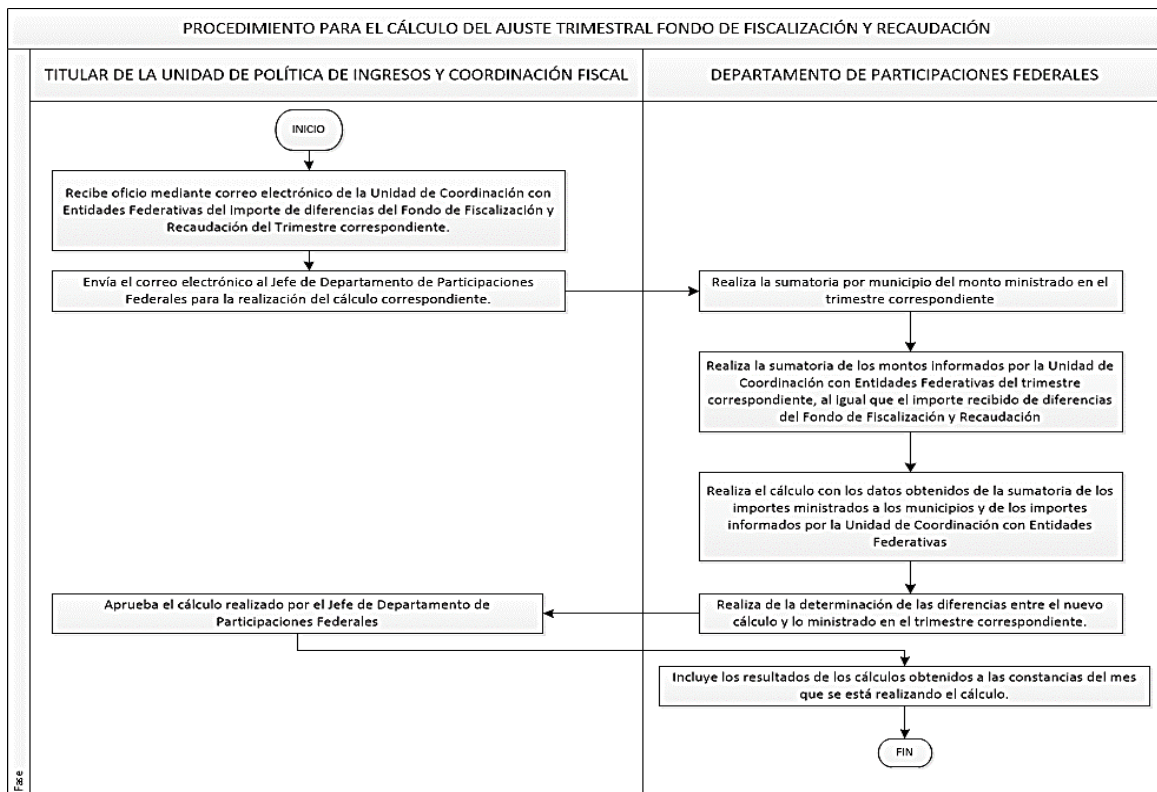 PROCEDIMIENTO PARA EL CÁLCULO DEL AJUSTE TRIMESTRAL FONDO DE FISCALIZACIÓN Y RECAUDACIÓN
TITULAR DE LA UNIDAD DE POLÍTICA DE INGRESOS Y COORDINACIÓN FISCAL
DEPARTAMENTO DE PARTICIPACIONES FEDERALES
INICIO
Recibe oficio mediante correo electrónico de la Unidad de Coordinación con
Entidades Federativas del importe de diferencias del Fondo de Fiscalización y
Recaudación del Trimestre correspondiente.
Envía el correo electrónico al Jefe de Departamento de Participaciones
Federales para la realización del cálculo correspondiente.
Realiza la sumatoria por municipio del monto ministrado en el
trimestre correspondiente
Realiza la sumatoria de los montos informados por la Unidad de
Coordinación con Entidades Federativas del trimestre
correspondiente, al igual que el importe recibido de diferencias
del Fondo de Fiscalización y Recaudación
Realiza el cálculo con los datos obtenidos de la sumatoria de los
importes ministrados a los municipios y de los importes
informados por la Unidad de Coordinación con Entidades
Federativas
Realiza de la determinación de las diferencias entre el nuevo
cálculo y lo ministrado en el trimestre correspondiente.
Aprueba el cálculo realizado por el Jefe de Departamento de
Participaciones Federales
Incluye los resultados de los cálculos obtenidos a las constancias del mes
que se está realizando el cálculo.
FIN
Fase